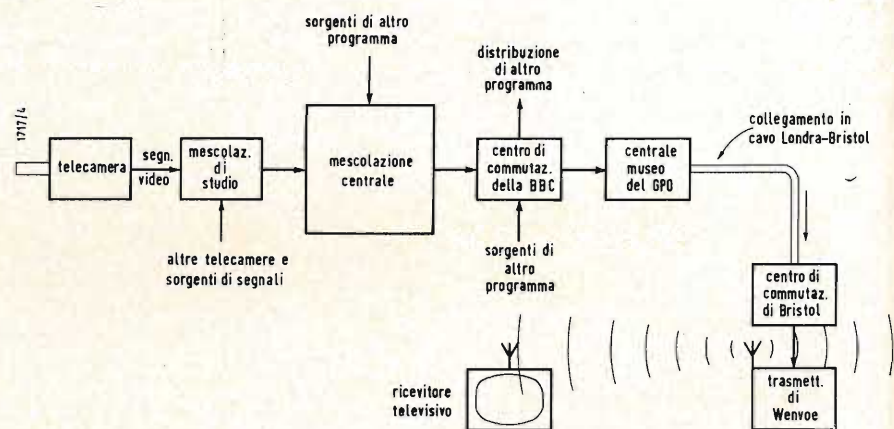 sorgenti di altro
programma
distribuzione
di altro
programma
1717/4
telecamera
segn.
video
mescolaz.
di
studio
mescolazione
centrale
centro di
commutaz.
della BBC
centrale
museo
del GPO
collegamento in
cavo Londra-Bristol
altre telecamere e
sorgenti di segnali
sorgenti di
altro
programma
centro di
commutaz.
di Bristol
ricevitore
televisivo
trasmett.
di
Wenvoe